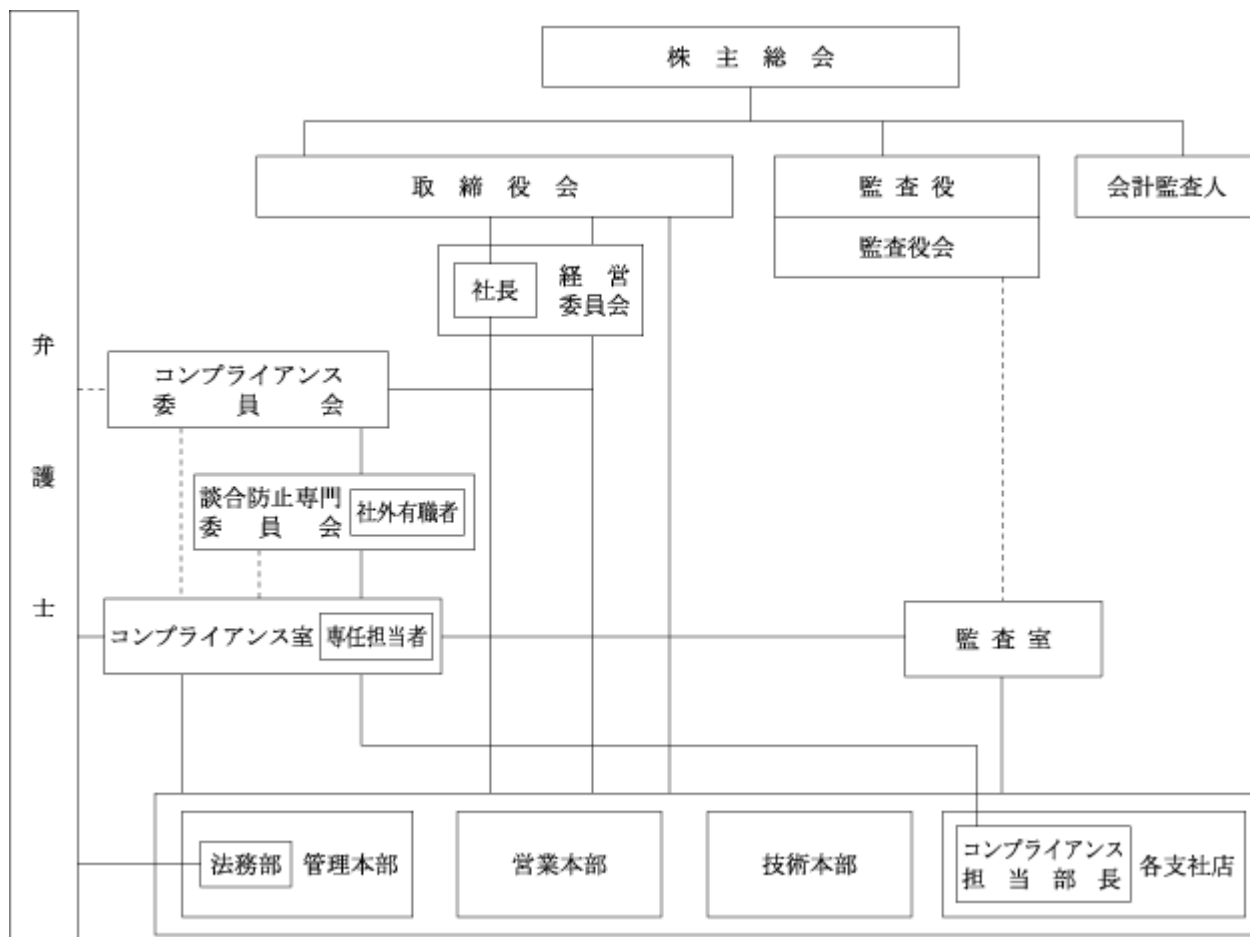 株主総会
取締役会
監査役
会計監査人
監査役会
社長
経営
委員会
弁護士
コンプライアンス
委員会
談合防止専門
委員会
社外有職者
コンプライアンス室
専任担当者
監査室
法務部
管理本部
営業本部
技術本部
コンプライアンス
担当部長
各支社店